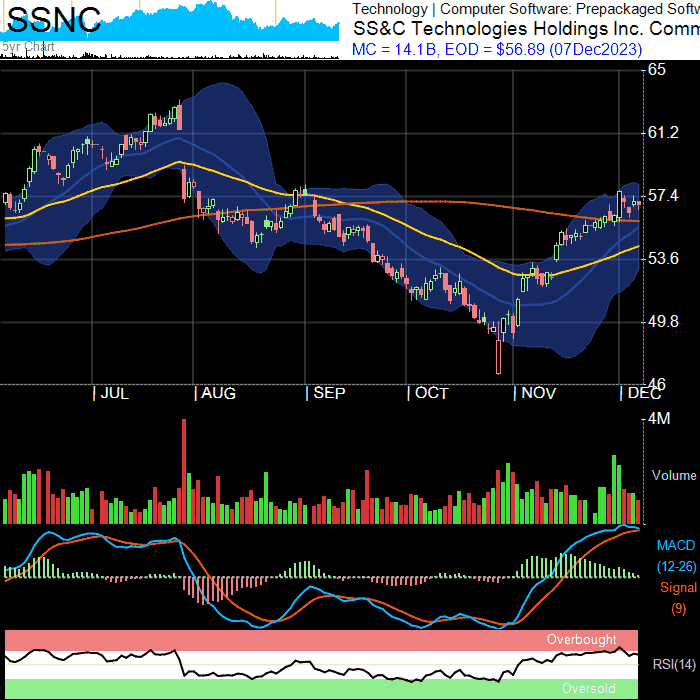 SSNC
5yr Chart
Technology | Computer Software: Prepackaged Softw
SS&C Technologies Holdings Inc. Comm
MC = 14.1B, EOD = $56.89 (07Dec2023)
65
61.2
57.4
53.6
49.8
46
| JUL | AUG | SEP | OCT | NOV | DEC
4M
Volume
MACD
(12-26)
Signal
(9)
Overbought
RSI(14)
Oversold